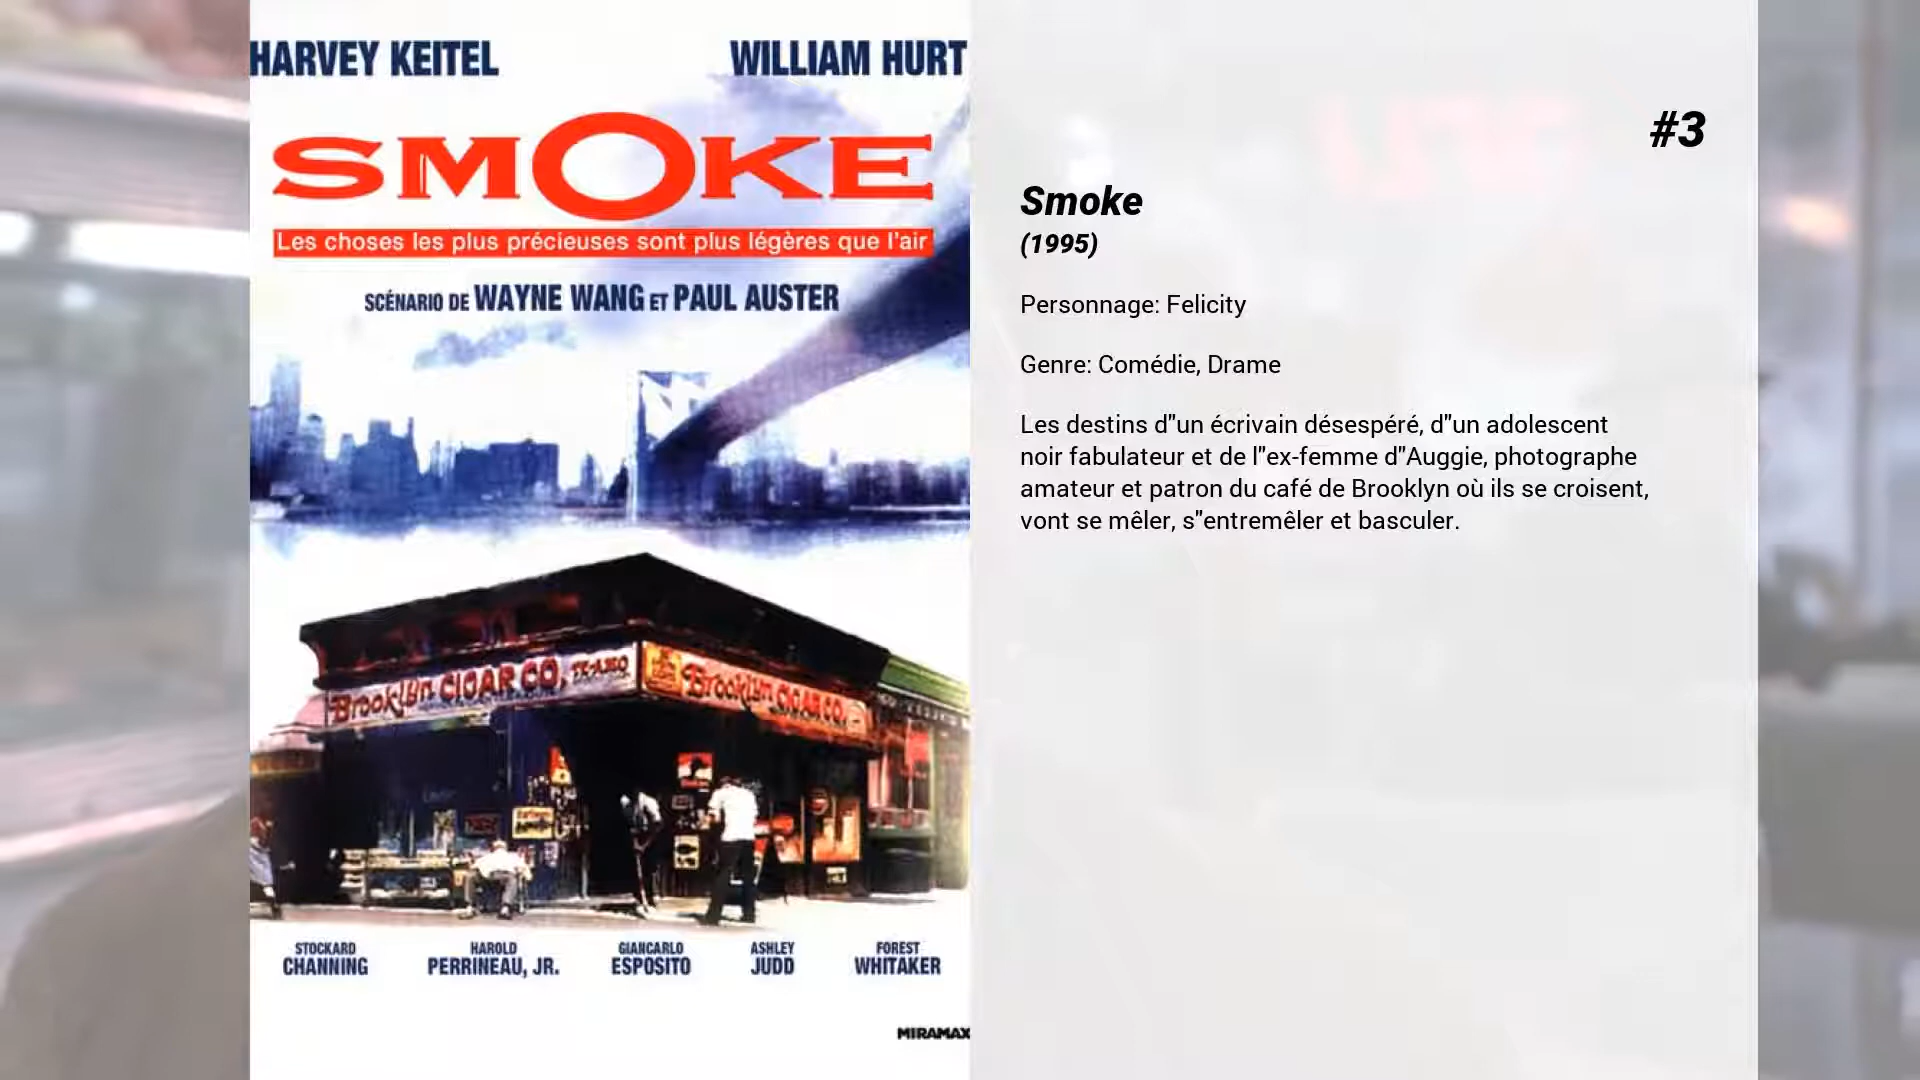 HARVEY KEITEL
WILLIAM HURT
SMOKE
Les choses les plus précieuses sont plus légères que l'air
SCÉNARIO DE WAYNE WANG ET PAUL AUSTER
Brooklyn CIGAR CO.
Brooklyn CIGAR CO.
STOCKARD CHANNING
HAROLD PERRINEAU, JR.
GIANCARLO ESPOSITO
ASHLEY JUDD
FOREST WHITAKER
MIRAMAX
#3
Smoke
(1995)
Personnage: Felicity
Genre: Comédie, Drame
Les destins d"un écrivain désespéré, d"un adolescent
noir fabulateur et de l"ex-femme d"Auggie, photographe
amateur et patron du café de Brooklyn où ils se croisent,
vont se mêler, s"entremêler et basculer.